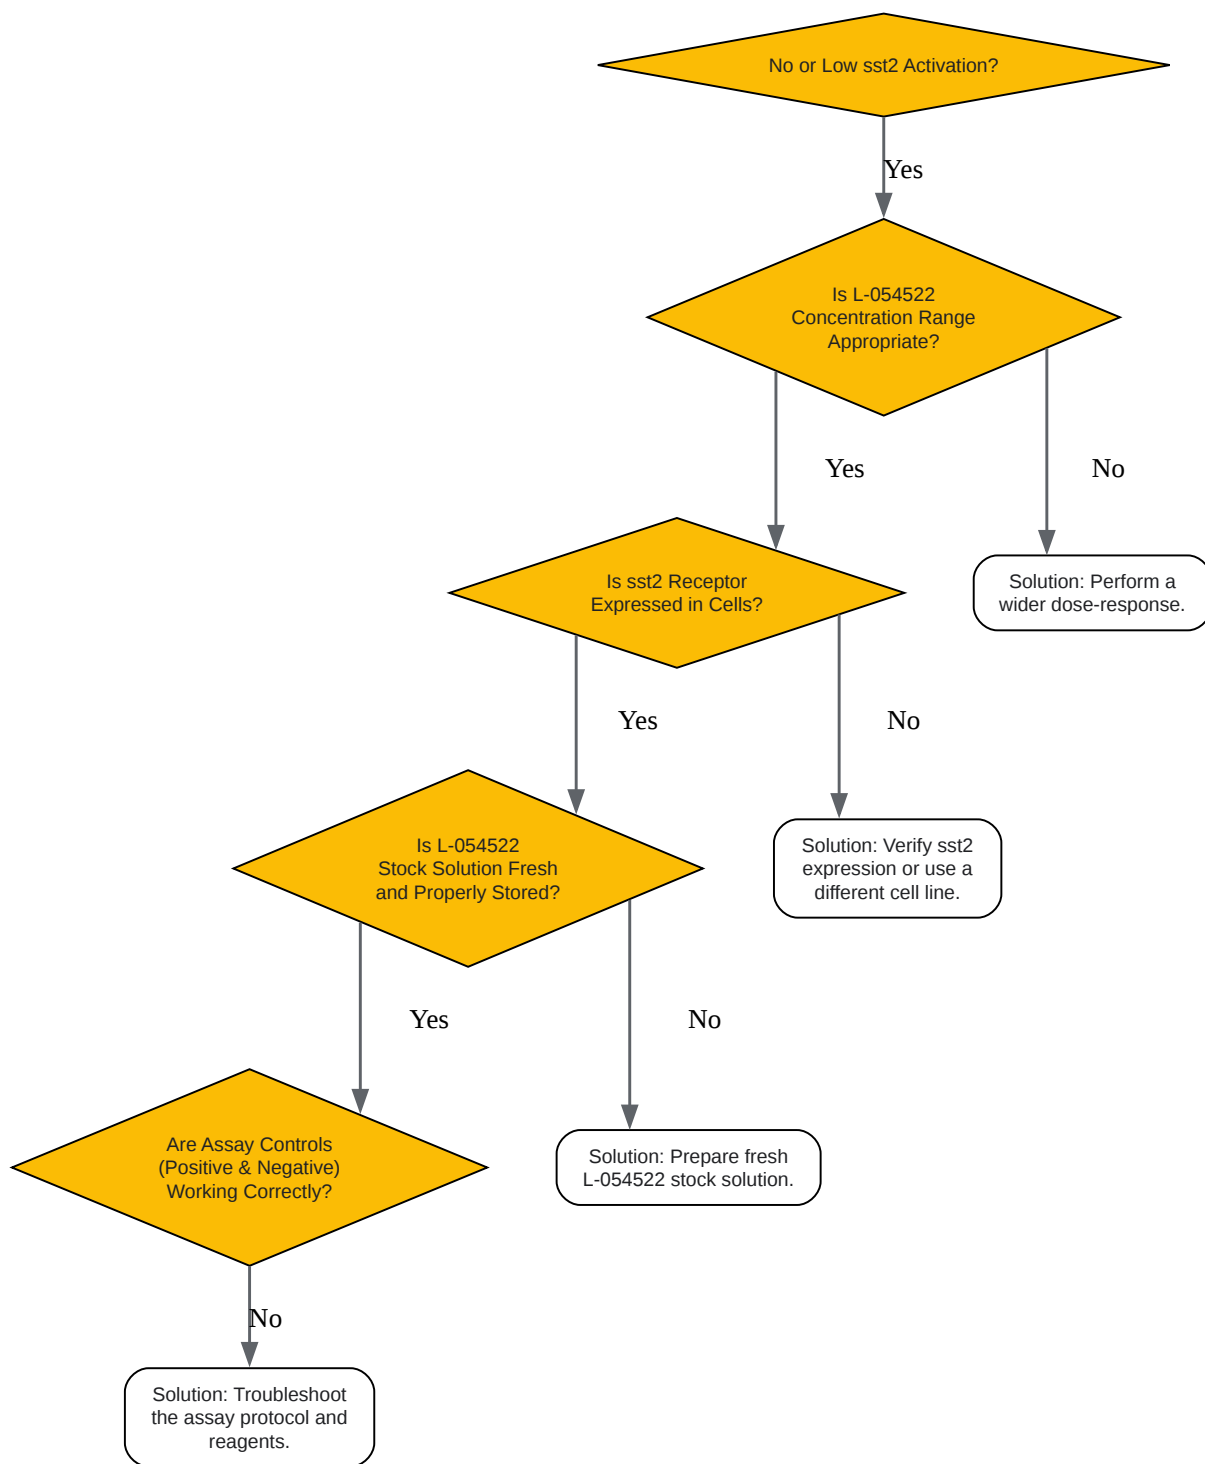 No or Low sst2 Activation?
Yes
Is L-054522
Concentration Range
Appropriate?
Yes
No
Is sst2 Receptor
Expressed in Cells?
Solution: Perform a
wider dose-response.
Yes
No
Is L-054522
Stock Solution Fresh
and Properly Stored?
Solution: Verify sst2
expression or use a
different cell line.
Yes
No
Are Assay Controls
(Positive & Negative)
Working Correctly?
Solution: Prepare fresh
L-054522 stock solution.
No
Solution: Troubleshoot
the assay protocol and
reagents.